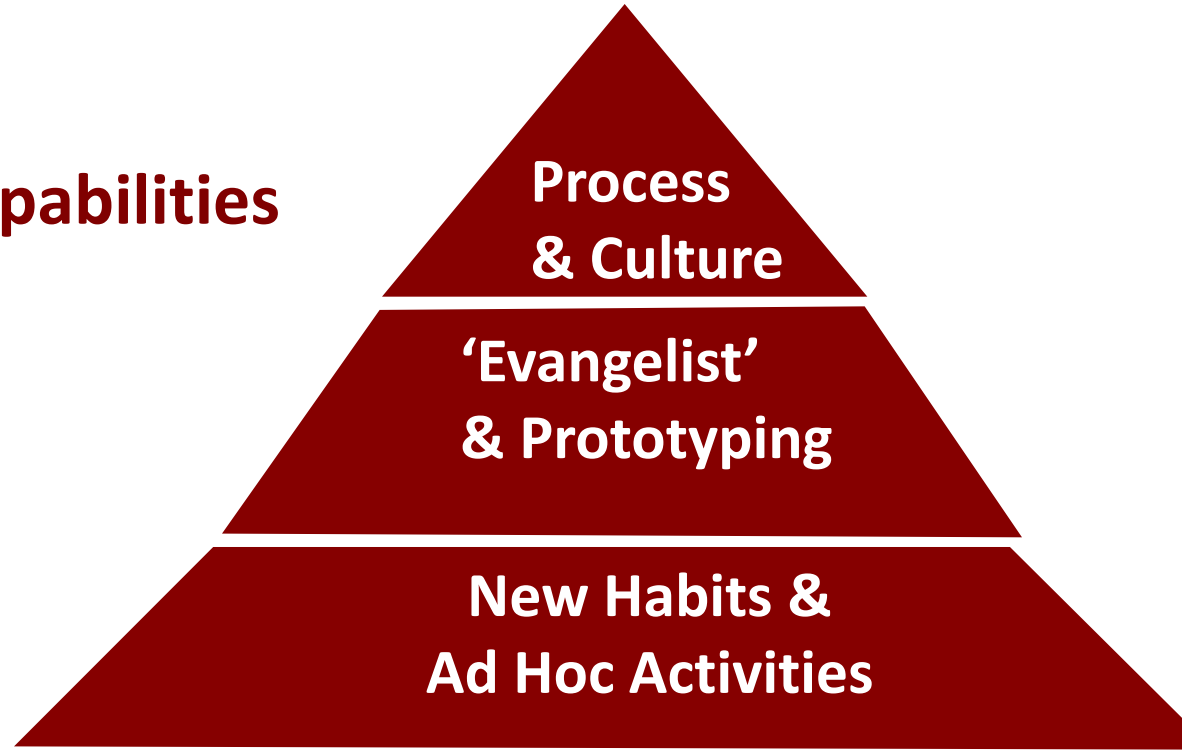 Process
& Culture
pabilities
‘Evangelist’
& Prototyping
New Habits &
Ad Hoc Activities